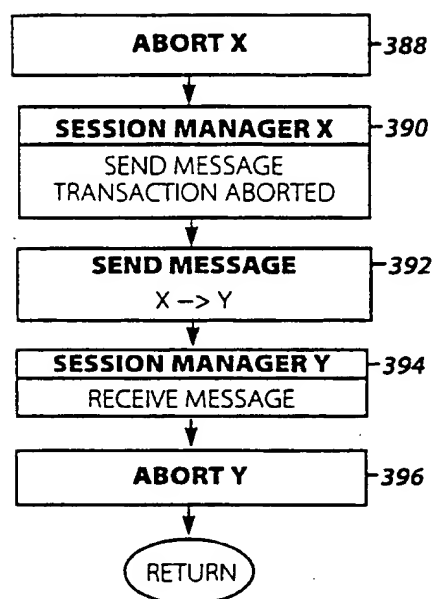 ABORT X
388
SESSION MANAGER X
390
SEND MESSAGE
TRANSACTION ABORTED
SEND MESSAGE
392
X –> Y
SESSION MANAGER Y
394
RECEIVE MESSAGE
ABORT Y
396
RETURN